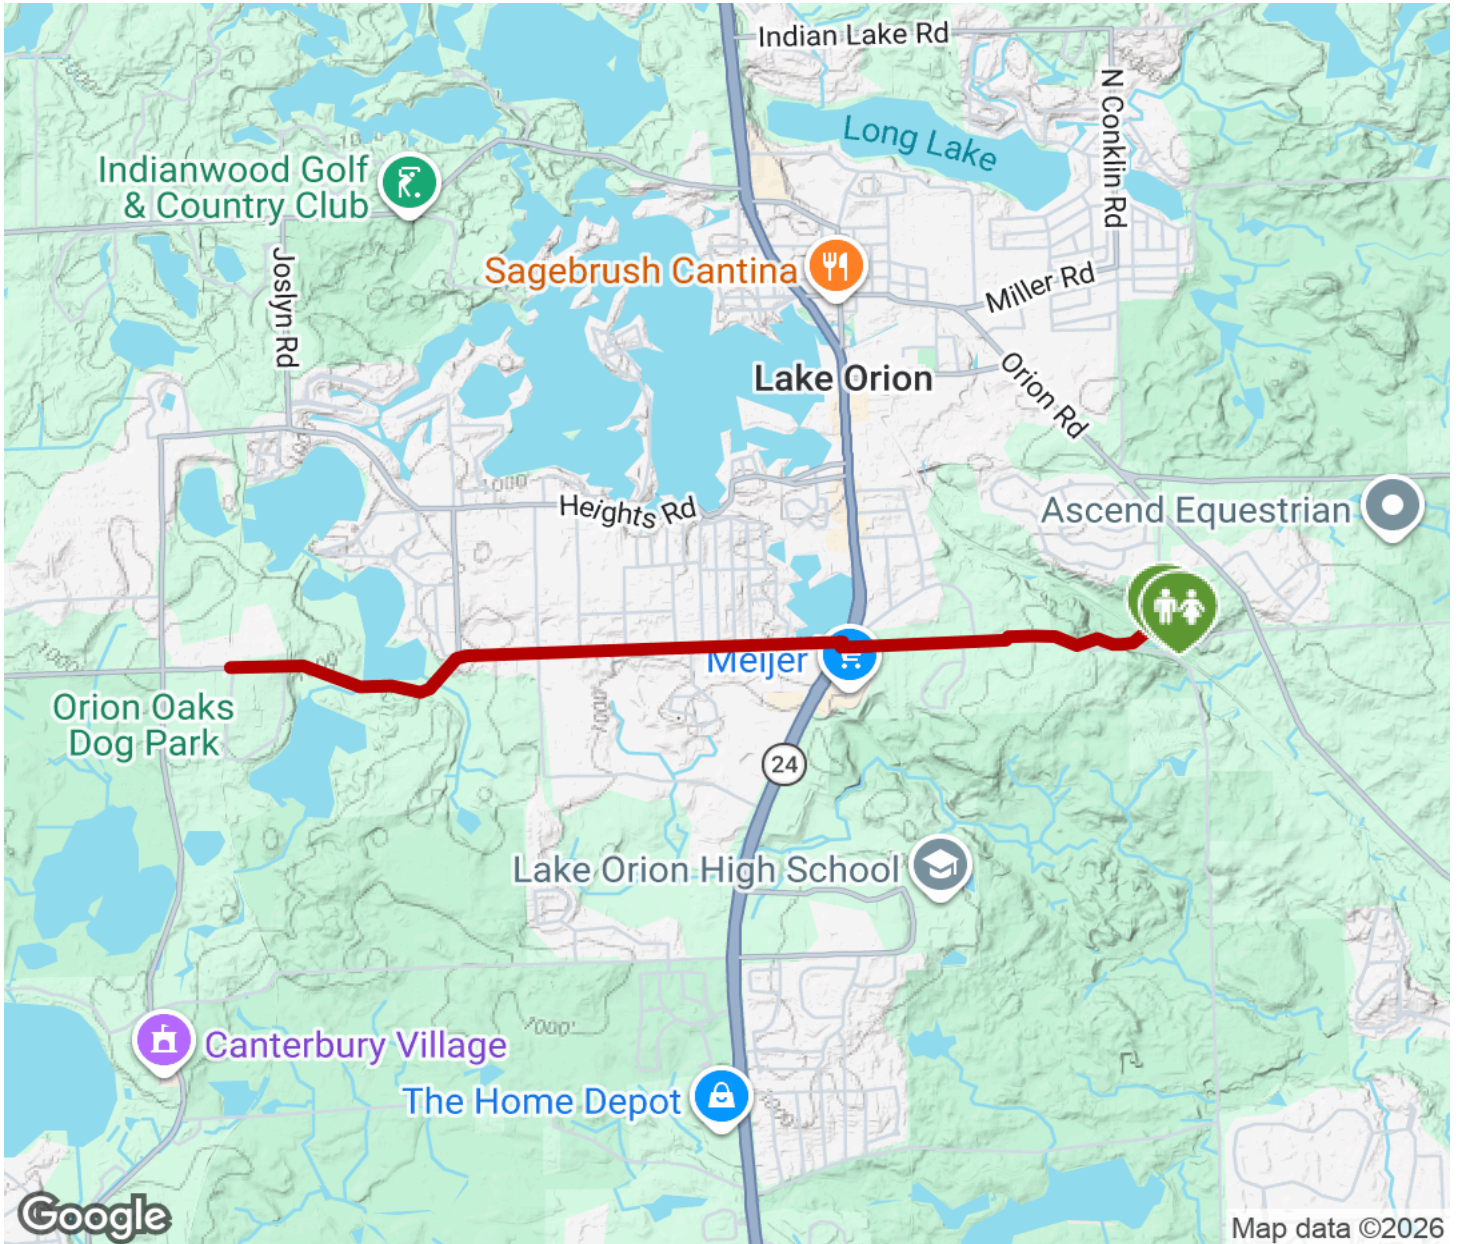 Indian Lake Rd
N Conklin Rd
Long Lake
Indianwood Golf
& Country Club
Joslyn Rd
Sagebrush Cantina
Miller Rd
Lake Orion
Orion Rd
1000
Heights Rd
Ascend Equestrian
Meijer
Orion Oaks
Dog Park
24
Lake Orion High School
Canterbury Village
The Home Depot
Google
Map data ©2026